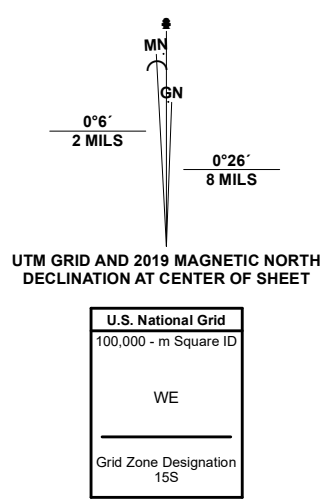 MN
GN
0°6´
2 MILS
0°26´
8 MILS
UTM GRID AND 2019 MAGNETIC NORTH
DECLINATION AT CENTER OF SHEET
U.S. National Grid
100,000 - m Square ID
WE
Grid Zone Designation
15S